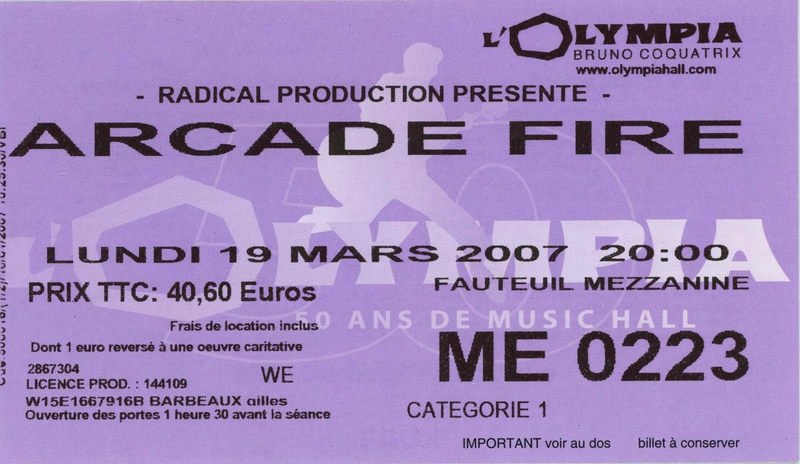 L'OLYMPIA
BRUNO COQUATRIX
www.olympiahall.com
- RADICAL PRODUCTION PRESENTE -
ARCADE FIRE
L'OLYMPIA
LUNDI 19 MARS 2007 20:00
PRIX TTC: 40,60 Euros
FAUTEUIL MEZZANINE
Frais de location inclus
50 ANS DE MUSIC HALL
Dont 1 euro reversé à une oeuvre caritative
ME 0223
2867304
WE
LICENCE PROD. : 144109
W15E1667916B BARBEAUX gilles
CATEGORIE 1
Ouverture des portes 1 heure 30 avant la séance
IMPORTANT voir au dos billet à conserver